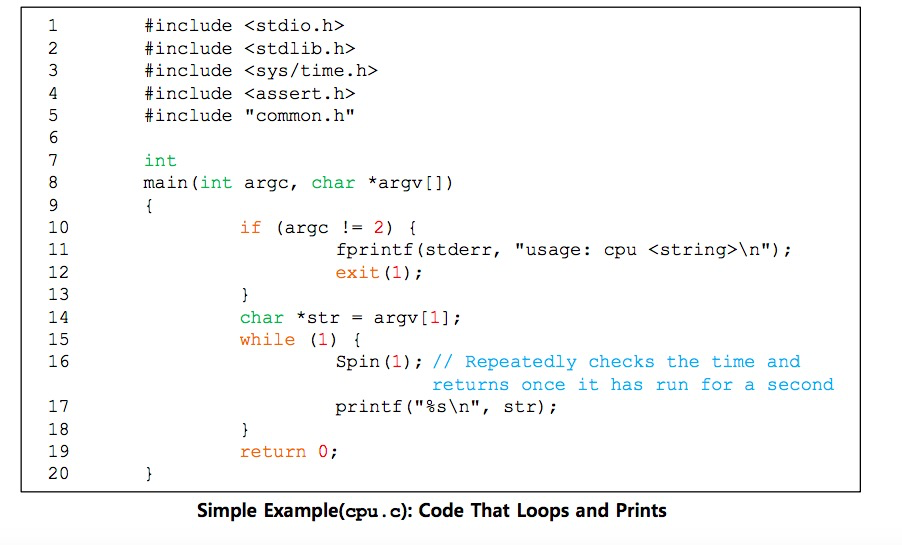 1 #include <stdio.h>
2 #include <stdlib.h>
3 #include <sys/time.h>
4 #include <assert.h>
5 #include "common.h"
6
7 int
8 main(int argc, char *argv[])
9 {
10 if (argc != 2) {
11 fprintf(stderr, "usage: cpu <string>\n");
12 exit(1);
13 }
14 char *str = argv[1];
15 while (1) {
16 Spin(1); // Repeatedly checks the time and
returns once it has run for a second
17 printf("%s\n", str);
18 }
19 return 0;
20 }
Simple Example(cpu.c): Code That Loops and Prints